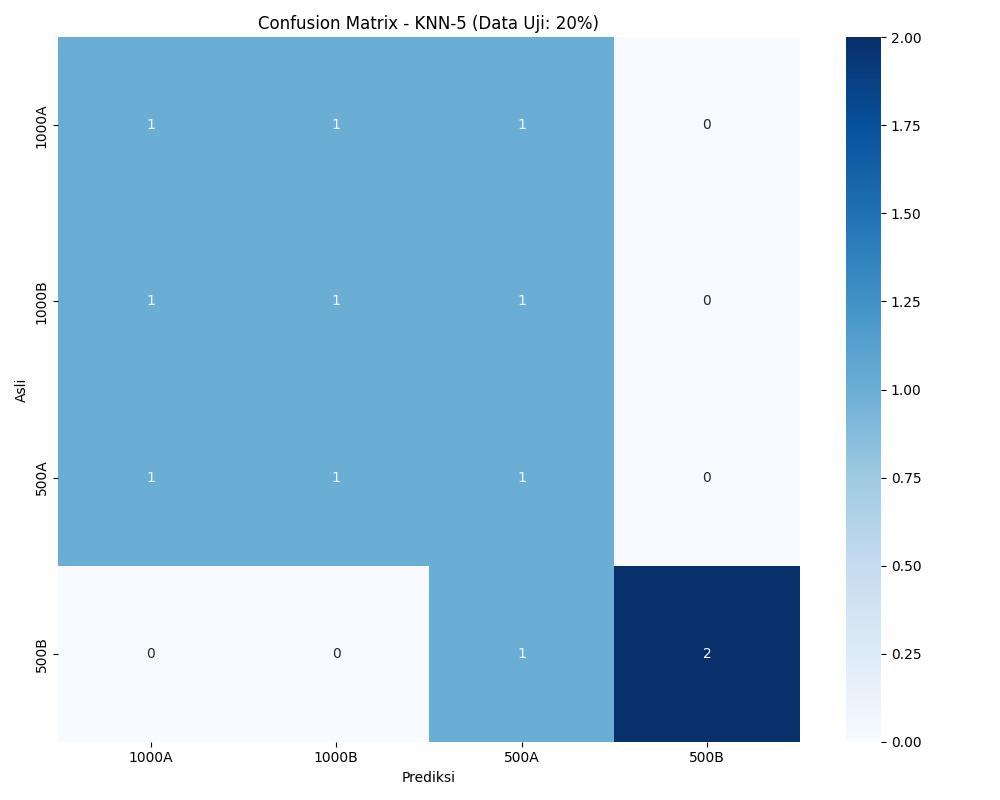 Confusion Matrix - KNN-5 (Data Uji: 20%)
Asli
1000A 1 1 1 0
1000B 1 1 1 0
500A 1 1 1 0
500B 0 0 1 2
1000A 1000B 500A 500B
Prediksi
2.00
1.75
1.50
1.25
1.00
0.75
0.50
0.25
0.00